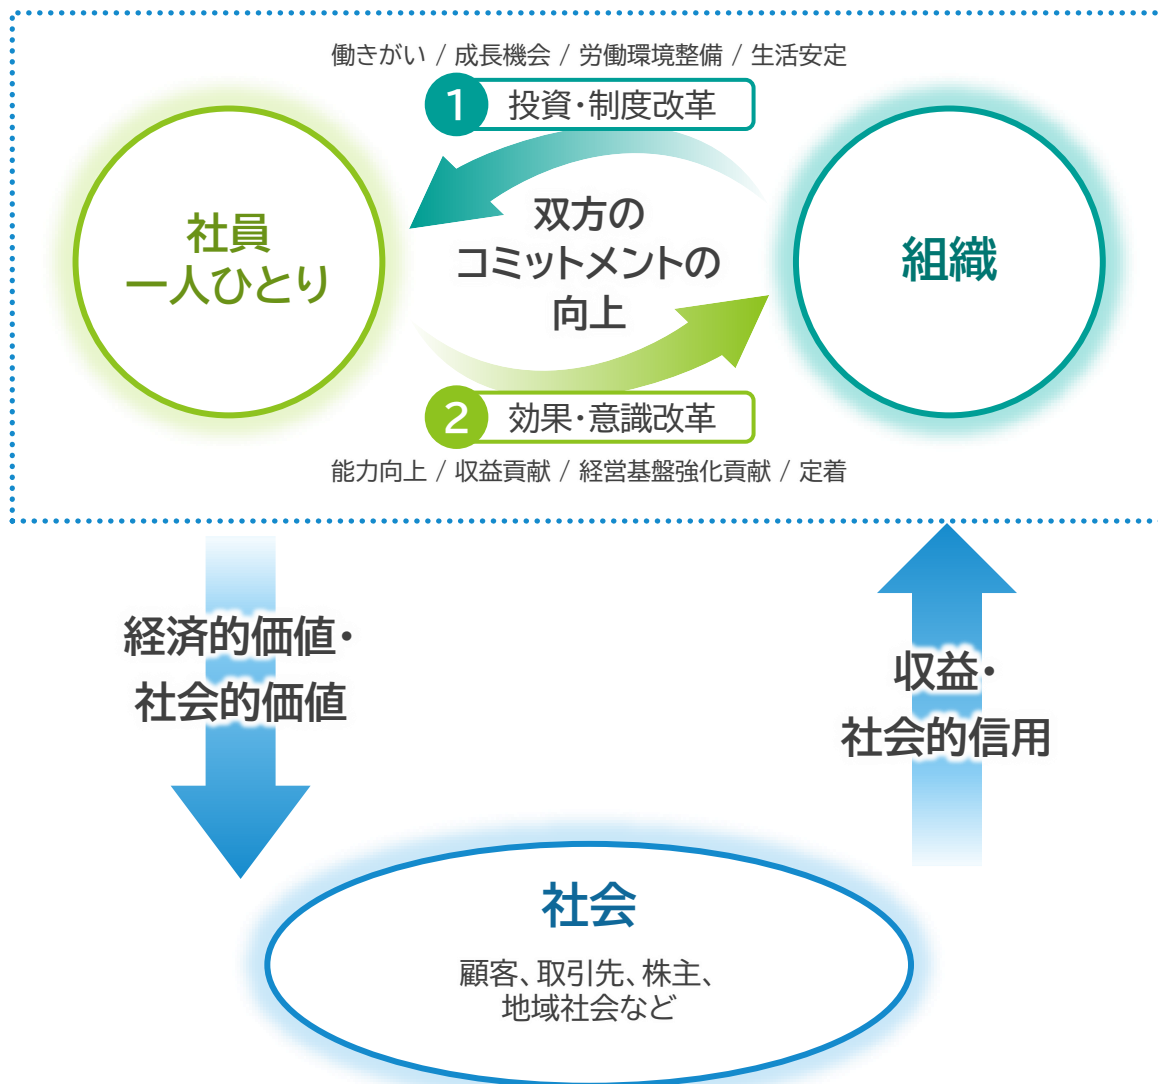 働きがい / 成長機会 / 労働環境整備 / 生活安定
1 投資・制度改革
社員
一人ひとり
双方の
コミットメントの
向上
組織
2 効果・意識改革
能力向上 / 収益貢献 / 経営基盤強化貢献 / 定着
経済的価値・
社会的価値
収益・
社会的信用
社会
顧客、取引先、株主、
地域社会など